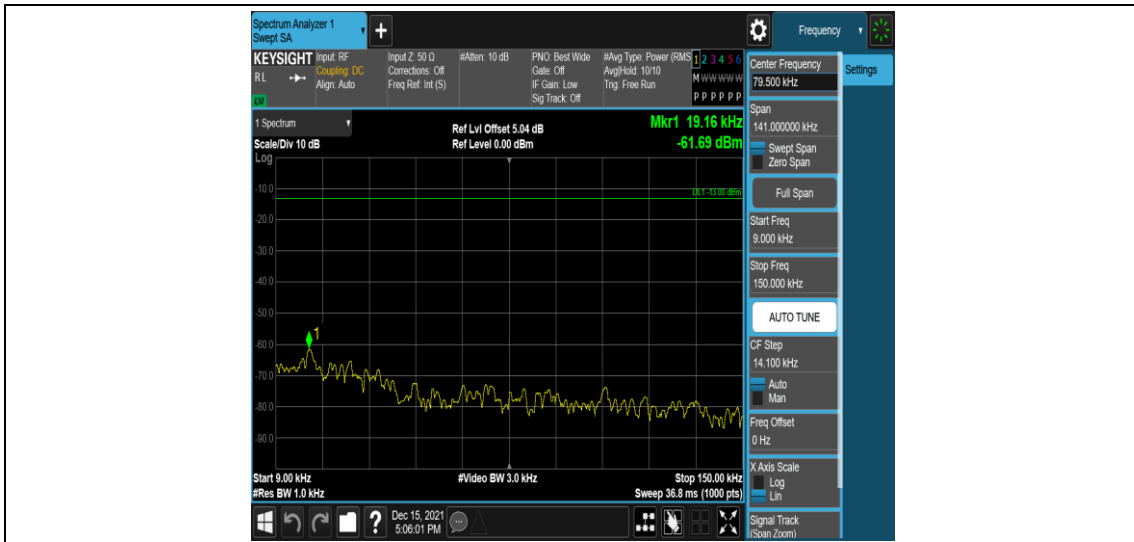 Spectrum Analyzer 1
Swept SA
+
Frequency
KEYSIGHT
RL
LXI
Input: RF
Coupling: DC
Align: Auto
Input Z: 50 Ω
Corrections: Off
Freq Ref: Int (S)
#Atten: 10 dB
PNO: Best Wide
Gate: Off
IF Gain: Low
Sig Track: Off
#Avg Type: Power (RMS
Avg|Hold: 10/10
Trig: Free Run
1 2 3 4 5 6
M W W W W W
P P P P P P
1 Spectrum
Scale/Div 10 dB
Log
Ref Lvl Offset 5.04 dB
Ref Level 0.00 dBm
Mkr1 19.16 kHz
-61.69 dBm
DL1 -13.00 dBm
-10.0
-20.0
-30.0
-40.0
-50.0
-60.0
-70.0
-80.0
-90.0
1
Start 9.00 kHz
#Res BW 1.0 kHz
#Video BW 3.0 kHz
Stop 150.00 kHz
Sweep 36.8 ms (1000 pts)
?
Dec 15, 2021
5:06:01 PM
Center Frequency
79.500 kHz
Settings
Span
141.000000 kHz
Swept Span
Zero Span
Full Span
Start Freq
9.000 kHz
Stop Freq
150.000 kHz
AUTO TUNE
CF Step
14.100 kHz
Auto
Man
Freq Offset
0 Hz
X Axis Scale
Log
Lin
Signal Track
(Span Zoom)